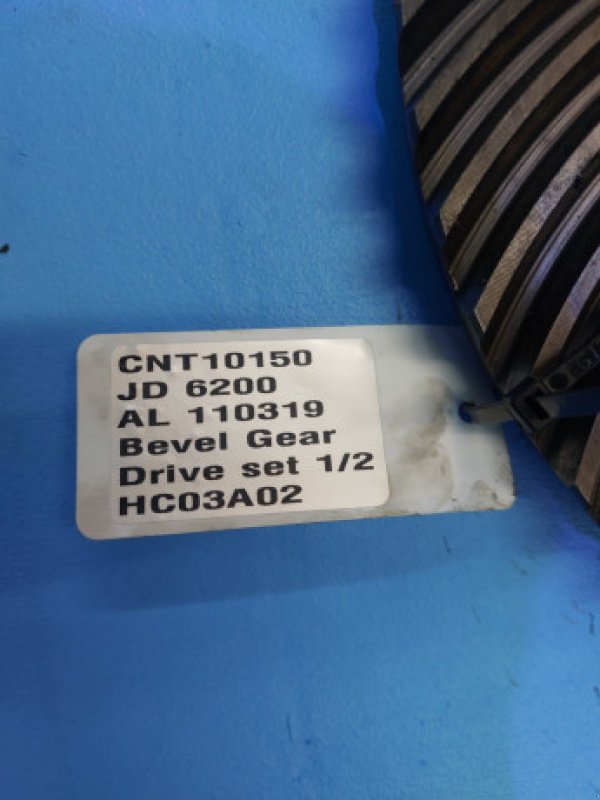 CNT10150
JD 6200
AL 110319
Bevel Gear
Drive set 1/2
HC03A02